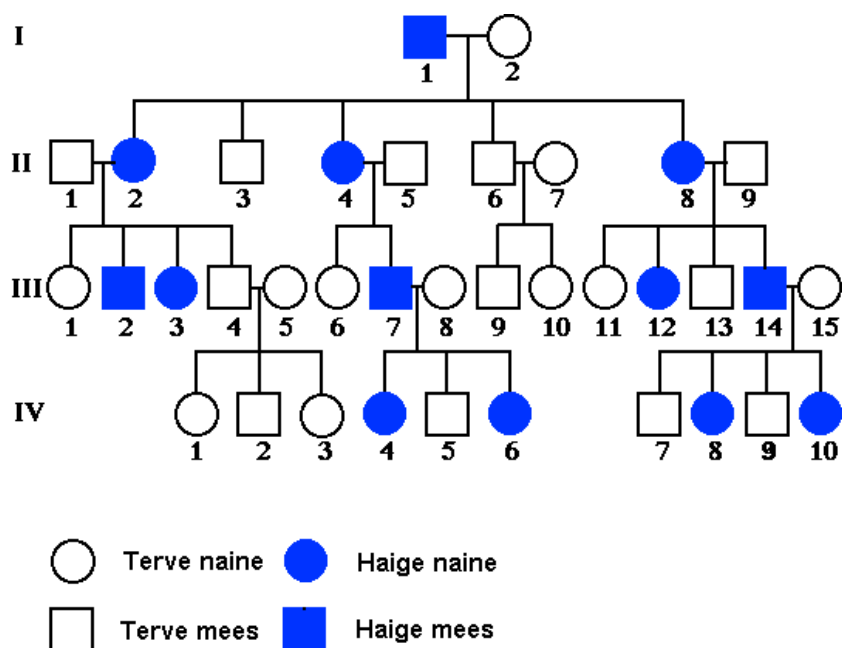 I
1 2
II
1 2 3 4 5 6 7 8 9
III
1 2 3 4 5 6 7 8 9 10 11 12 13 14 15
IV
1 2 3 4 5 6 7 8 9 10
Terve naine Haige naine
Terve mees Haige mees